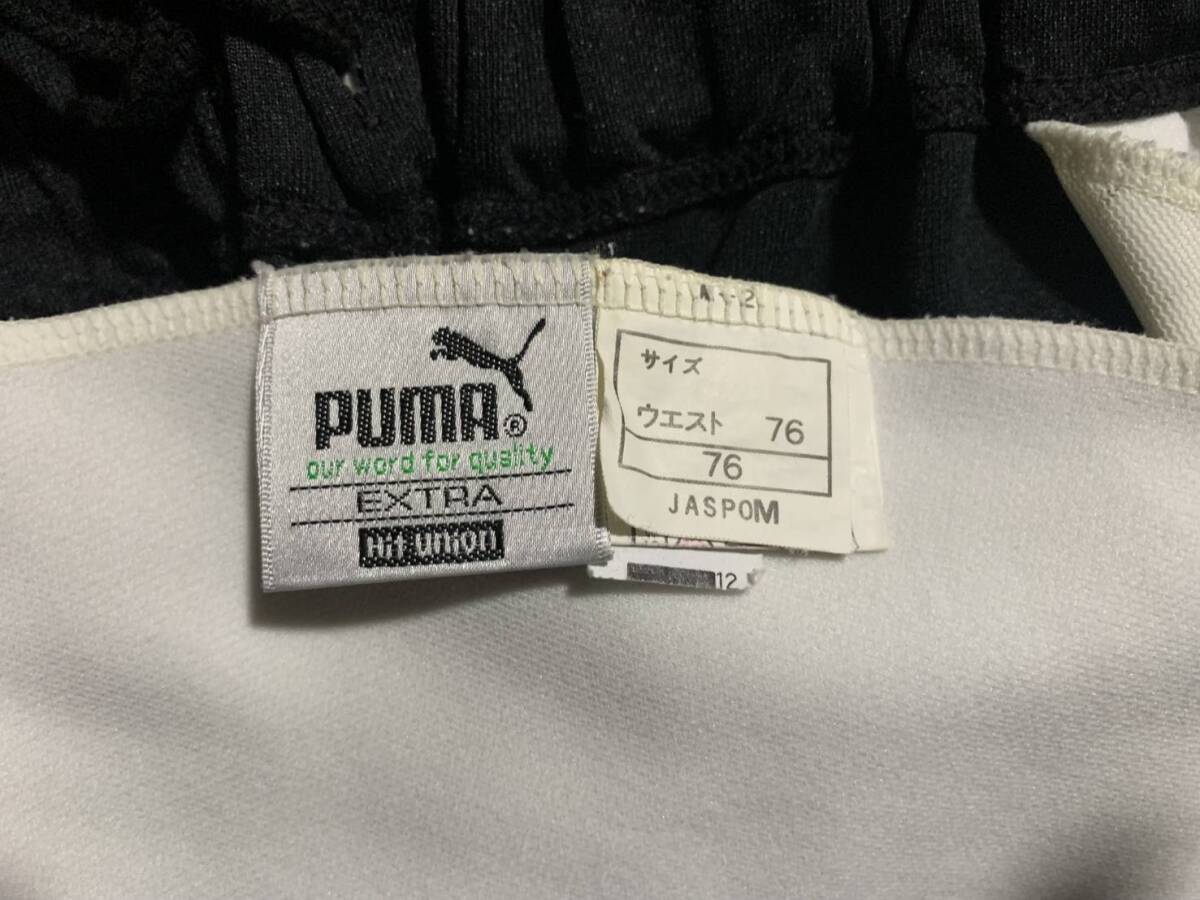 PUMA®
our word for quality
EXTRA
Hit union
サイズ
ウエスト 76
76
JASPOM
12